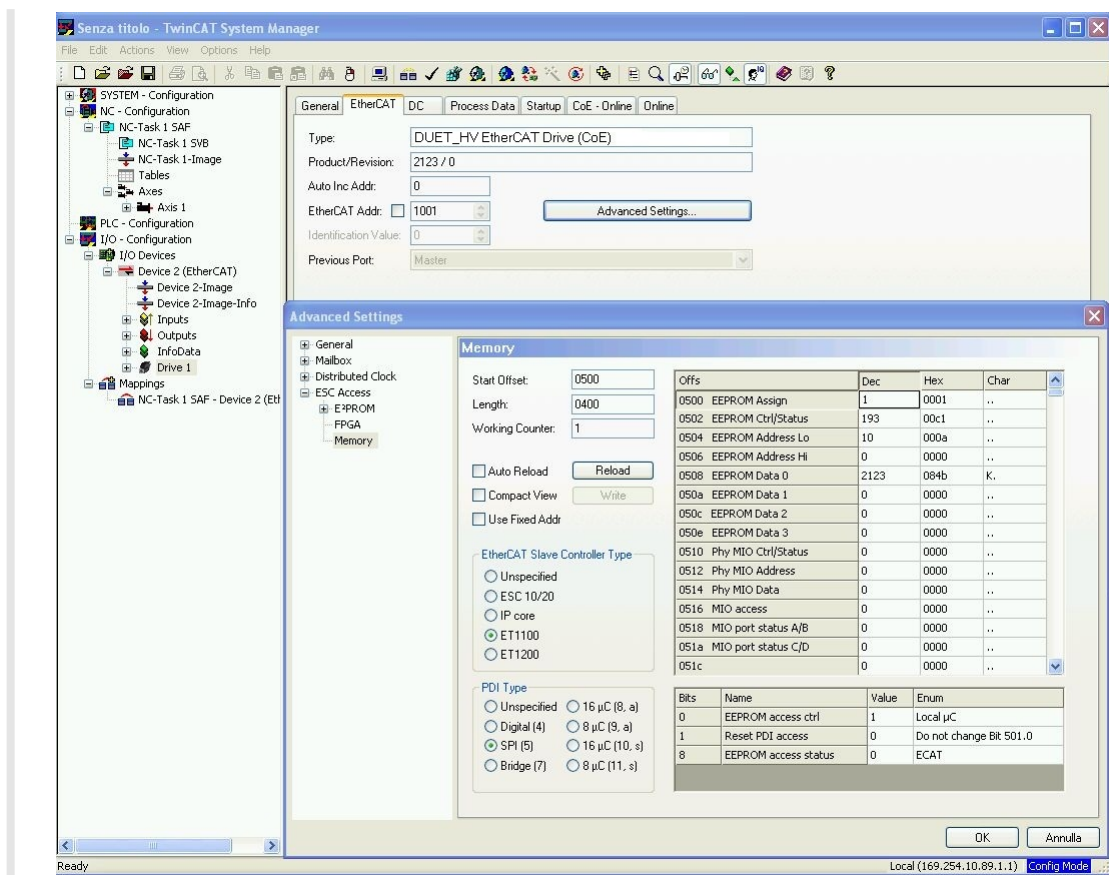 Senza titolo - TwinCAT System Manager
File Edit Actions View Options Help
SYSTEM - Configuration
NC - Configuration
NC-Task 1 SAF
NC-Task 1 SVB
NC-Task 1-Image
Tables
Axes
Axis 1
PLC - Configuration
I/O - Configuration
I/O Devices
Device 2 (EtherCAT)
Device 2-Image
Device 2-Image-Info
Inputs
Outputs
InfoData
Drive 1
Mappings
NC-Task 1 SAF - Device 2 (Eth
General EtherCAT DC Process Data Startup CoE - Online Online
Type: DUET_HV EtherCAT Drive (CoE)
Product/Revision: 2123 / 0
Auto Inc Addr: 0
EtherCAT Addr: 1001 Advanced Settings...
Identification Value: 0
Previous Port: Master
Advanced Settings
General
Mailbox
Distributed Clock
ESC Access
E²PROM
FPGA
Memory
Memory
Start Offset: 0500
Length: 0400
Working Counter: 1
Auto Reload Reload
Compact View Write
Use Fixed Addr
EtherCAT Slave Controller Type
Unspecified
ESC 10/20
IP core
ET1100
ET1200
PDI Type
Unspecified 16 µC (8, a)
Digital (4) 8 µC (9, a)
SPI (5) 16 µC (10, s)
Bridge (7) 8 µC (11, s)
Offs Dec Hex Char
0500 EEPROM Assign 1 0001 ..
0502 EEPROM Ctrl/Status 193 00c1 ..
0504 EEPROM Address Lo 10 000a ..
0506 EEPROM Address Hi 0 0000 ..
0508 EEPROM Data 0 2123 084b K.
050a EEPROM Data 1 0 0000 ..
050c EEPROM Data 2 0 0000 ..
050e EEPROM Data 3 0 0000 ..
0510 Phy MIO Ctrl/Status 0 0000 ..
0512 Phy MIO Address 0 0000 ..
0514 Phy MIO Data 0 0000 ..
0516 MIO access 0 0000 ..
0518 MIO port status A/B 0 0000 ..
051a MIO port status C/D 0 0000 ..
051c 0 0000 ..
Bits Name Value Enum
0 EEPROM access ctrl 1 Local µC
1 Reset PDI access 0 Do not change Bit 501.0
8 EEPROM access status 0 ECAT
OK Annulla
Ready Local (169.254.10.89.1.1) Config Mode